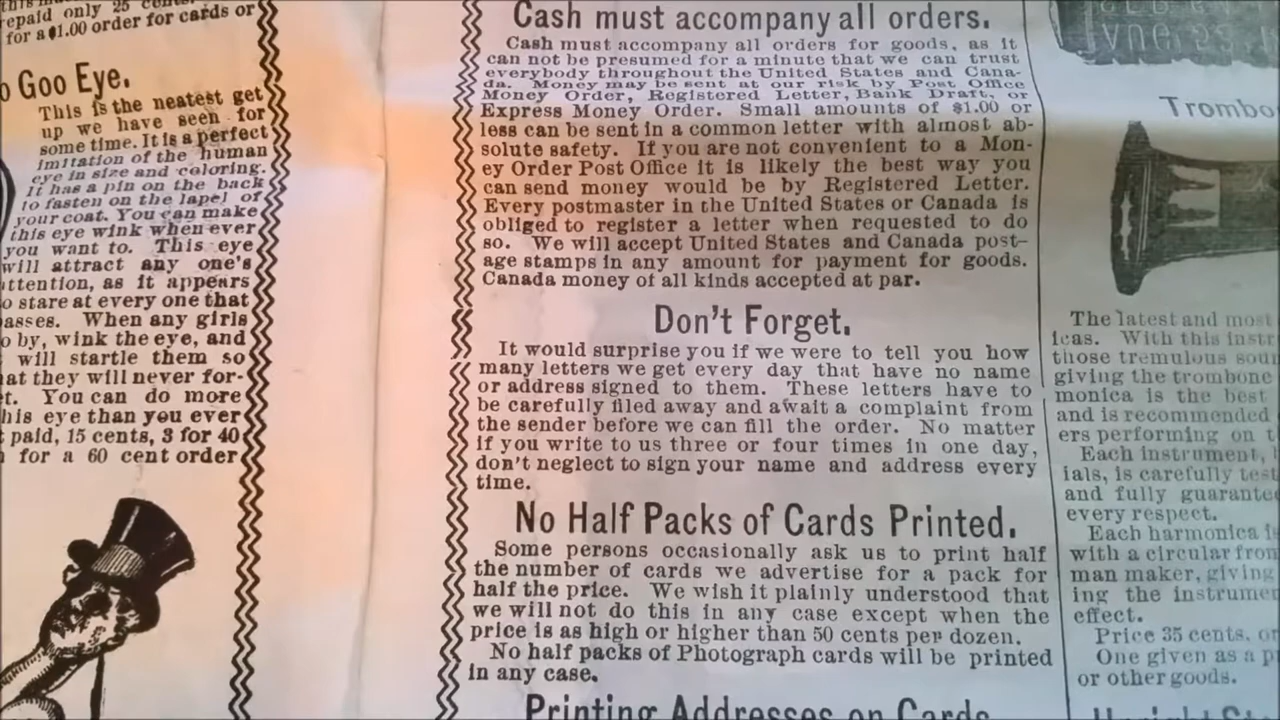 repaid only 25 cents
for a $1.00 order for cards or
Goo Eye.
This is the neatest get
up we have seen for
some time. It is a perfect
imitation of the human
eye in size and coloring.
It has a pin on the back
to fasten on the lapel of
your coat. You can make
this eye wink when ever
you want to. This eye
will attract any one's
attention, as it appears
o stare at every one that
asses. When any girls
o by, wink the eye, and
will startle them so
at they will never for-
t. You can do more
his eye than you ever
paid, 15 cents, 3 for 40
for a 60 cent order
Cash must accompany all orders.
Cash must accompany all orders for goods, as it
can not be presumed for a minute that we can trust
everybody throughout the United States and Cana-
da. Money may be sent at our risk by Post Office
Money Order, Registered Letter, Bank Draft, or
Express Money Order. Small amounts of $1.00 or
less can be sent in a common letter with almost ab-
solute safety. If you are not convenient to a Mon-
ey Order Post Office it is likely the best way you
can send money would be by Registered Letter.
Every postmaster in the United States or Canada is
obliged to register a letter when requested to do
so. We will accept United States and Canada post-
age stamps in any amount for payment for goods.
Canada money of all kinds accepted at par.
Don't Forget.
It would surprise you if we were to tell you how
many letters we get every day that have no name
or address signed to them. These letters have to
be carefully filed away and await a complaint from
the sender before we can fill the order. No matter
if you write to us three or four times in one day,
don't neglect to sign your name and address every
time.
No Half Packs of Cards Printed.
Some persons occasionally ask us to print half
the number of cards we advertise for a pack for
half the price. We wish it plainly understood that
we will not do this in any case except when the
price is as high or higher than 50 cents per dozen.
No half packs of Photograph cards will be printed
in any case.
Printing Addresses on Cards
Trombo
The latest and most
icas. With this instr
those tremulous soun
giving the trombone
monica is the best
and is recommended
ers performing on t
Each instrument,
ials, is carefully test
and fully guarantee
every respect.
Each harmonica is
with a circular from
man maker, giving
ing the instrumen
effect.
Price 35 cents. or
One given as a p
or other goods.